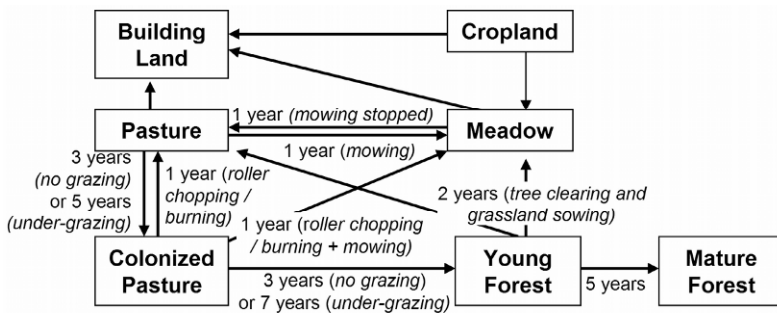 Building
Land
Cropland
1 year (mowing stopped)
Pasture
Meadow
1 year (mowing)
3 years
(no grazing)
or 5 years
(under-grazing)
1 year (roller
chopping /
burning)
2 years (tree clearing and
grassland sowing)
1 year (roller chopping
/ burning + mowing)
Colonized
Pasture
3 years (no grazing)
or 7 years (under-grazing)
Young
Forest
5 years
Mature
Forest